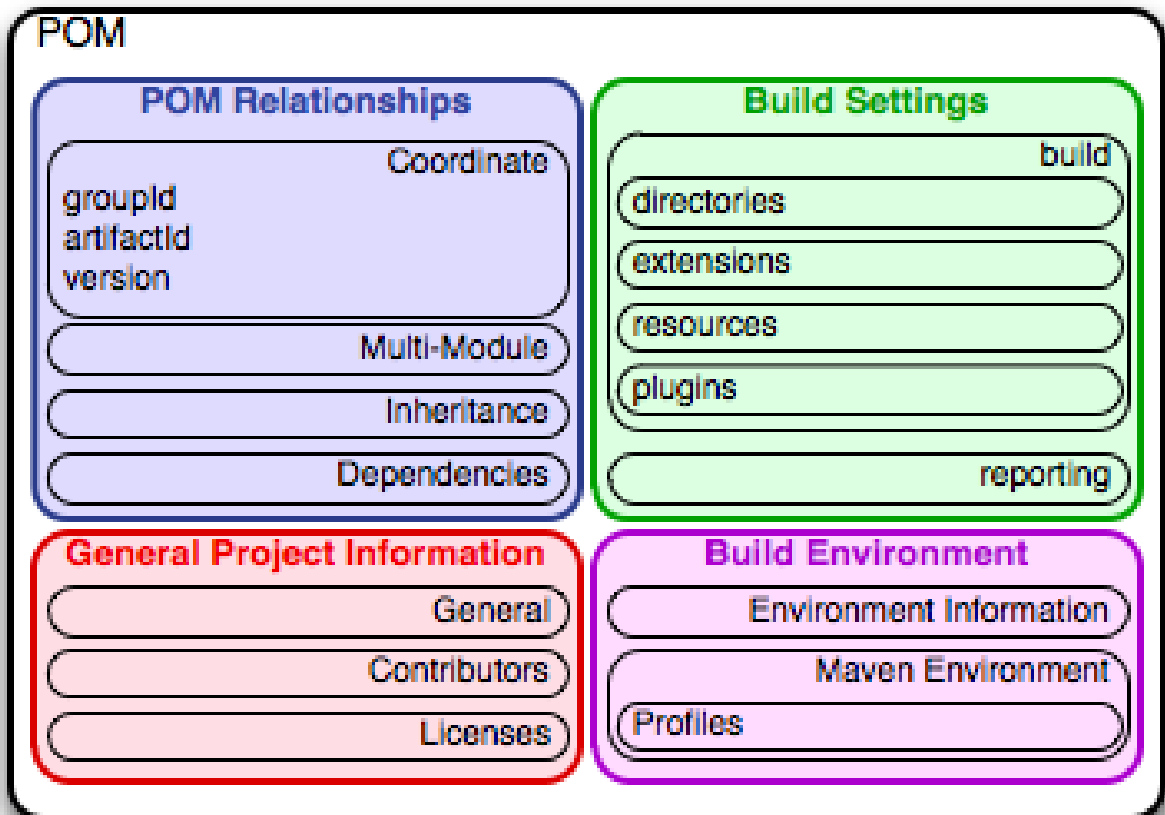 POM
POM Relationships
Coordinate
groupId
artifactId
version
Multi-Module
Inheritance
Dependencies
Build Settings
build
directories
extensions
resources
plugins
reporting
General Project Information
General
Contributors
Licenses
Build Environment
Environment Information
Maven Environment
Profiles